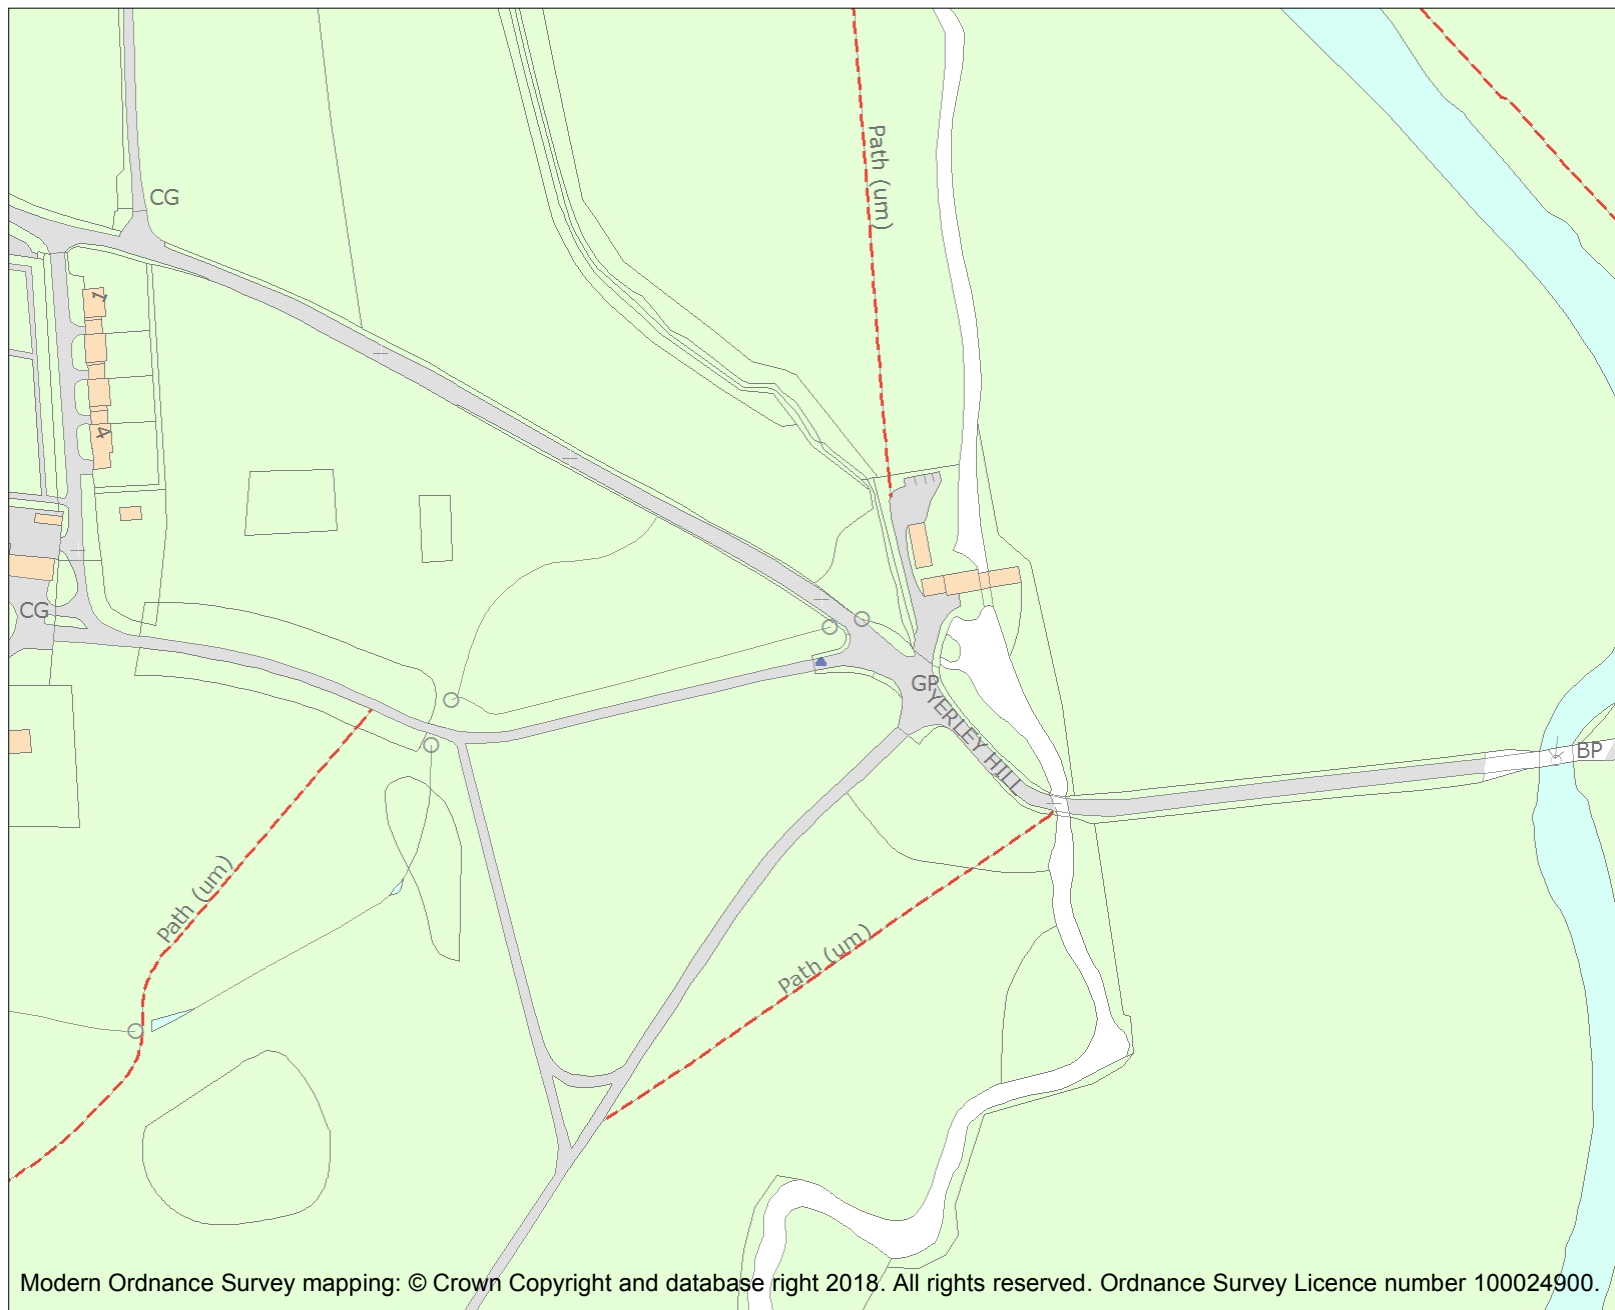 Path (um)
CG
1
4
CG
GP
YERLEY HILL
BP
Path (um)
Path (um)
Modern Ordnance Survey mapping: © Crown Copyright and database right 2018. All rights reserved. Ordnance Survey Licence number 100024900.